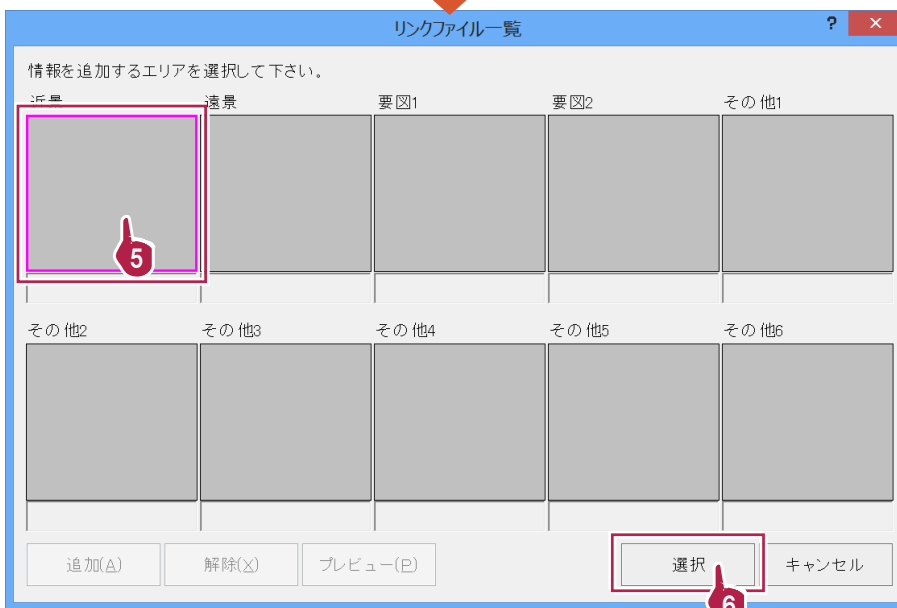 リンクファイル一覧
? ×
情報を追加するエリアを選択して下さい。
近景 遠景 要図1 要図2 その他1
5
その他2 その他3 その他4 その他5 その他6
追加(A) 解除(X) プレビュー(P) 選択 キャンセル
6